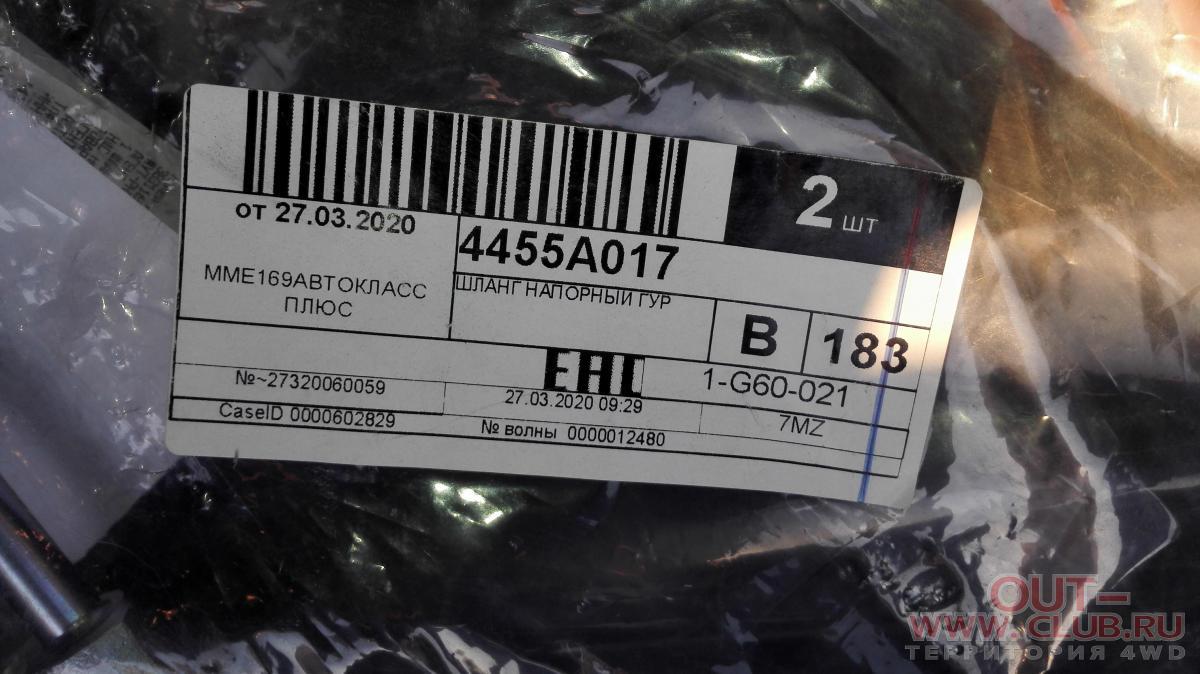 2 шт
от 27.03.2020
4455A017
ММЕ169АВТОКЛАСС
ПЛЮС
ШЛАНГ НАПОРНЫЙ ГУР
B
183
EAC
1-G60-021
№~27320060059
27.03.2020 09:29
7MZ
CaseID 0000602829
№ волны 0000012480
OUT-
WWW.CLUB.RU
ТЕРРИТОРИЯ 4WD